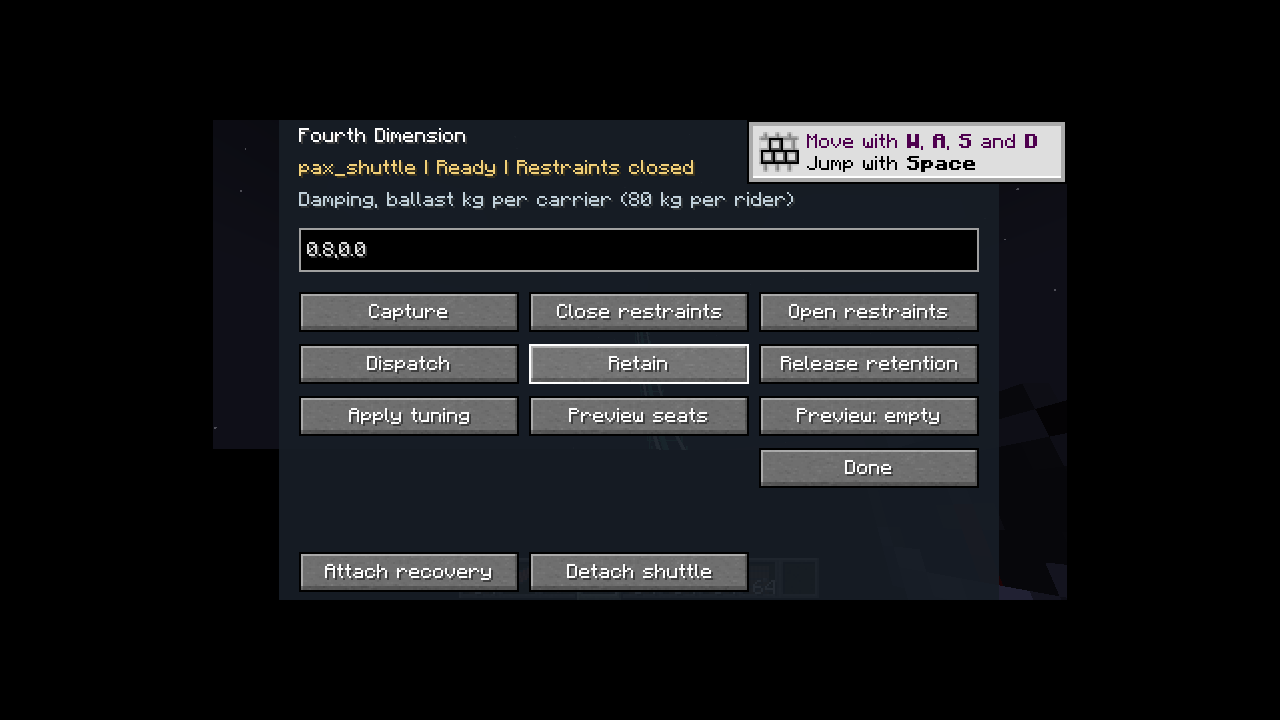 Fourth Dimension
Move with W, A, S and D
Jump with Space
pax_shuttle | Ready | Restraints closed
Damping, ballast kg per carrier (80 kg per rider)
0.8,0.0
Capture
Close restraints
Open restraints
Dispatch
Retain
Release retention
Apply tuning
Preview seats
Preview: empty
Done
Attach recovery
Detach shuttle
64